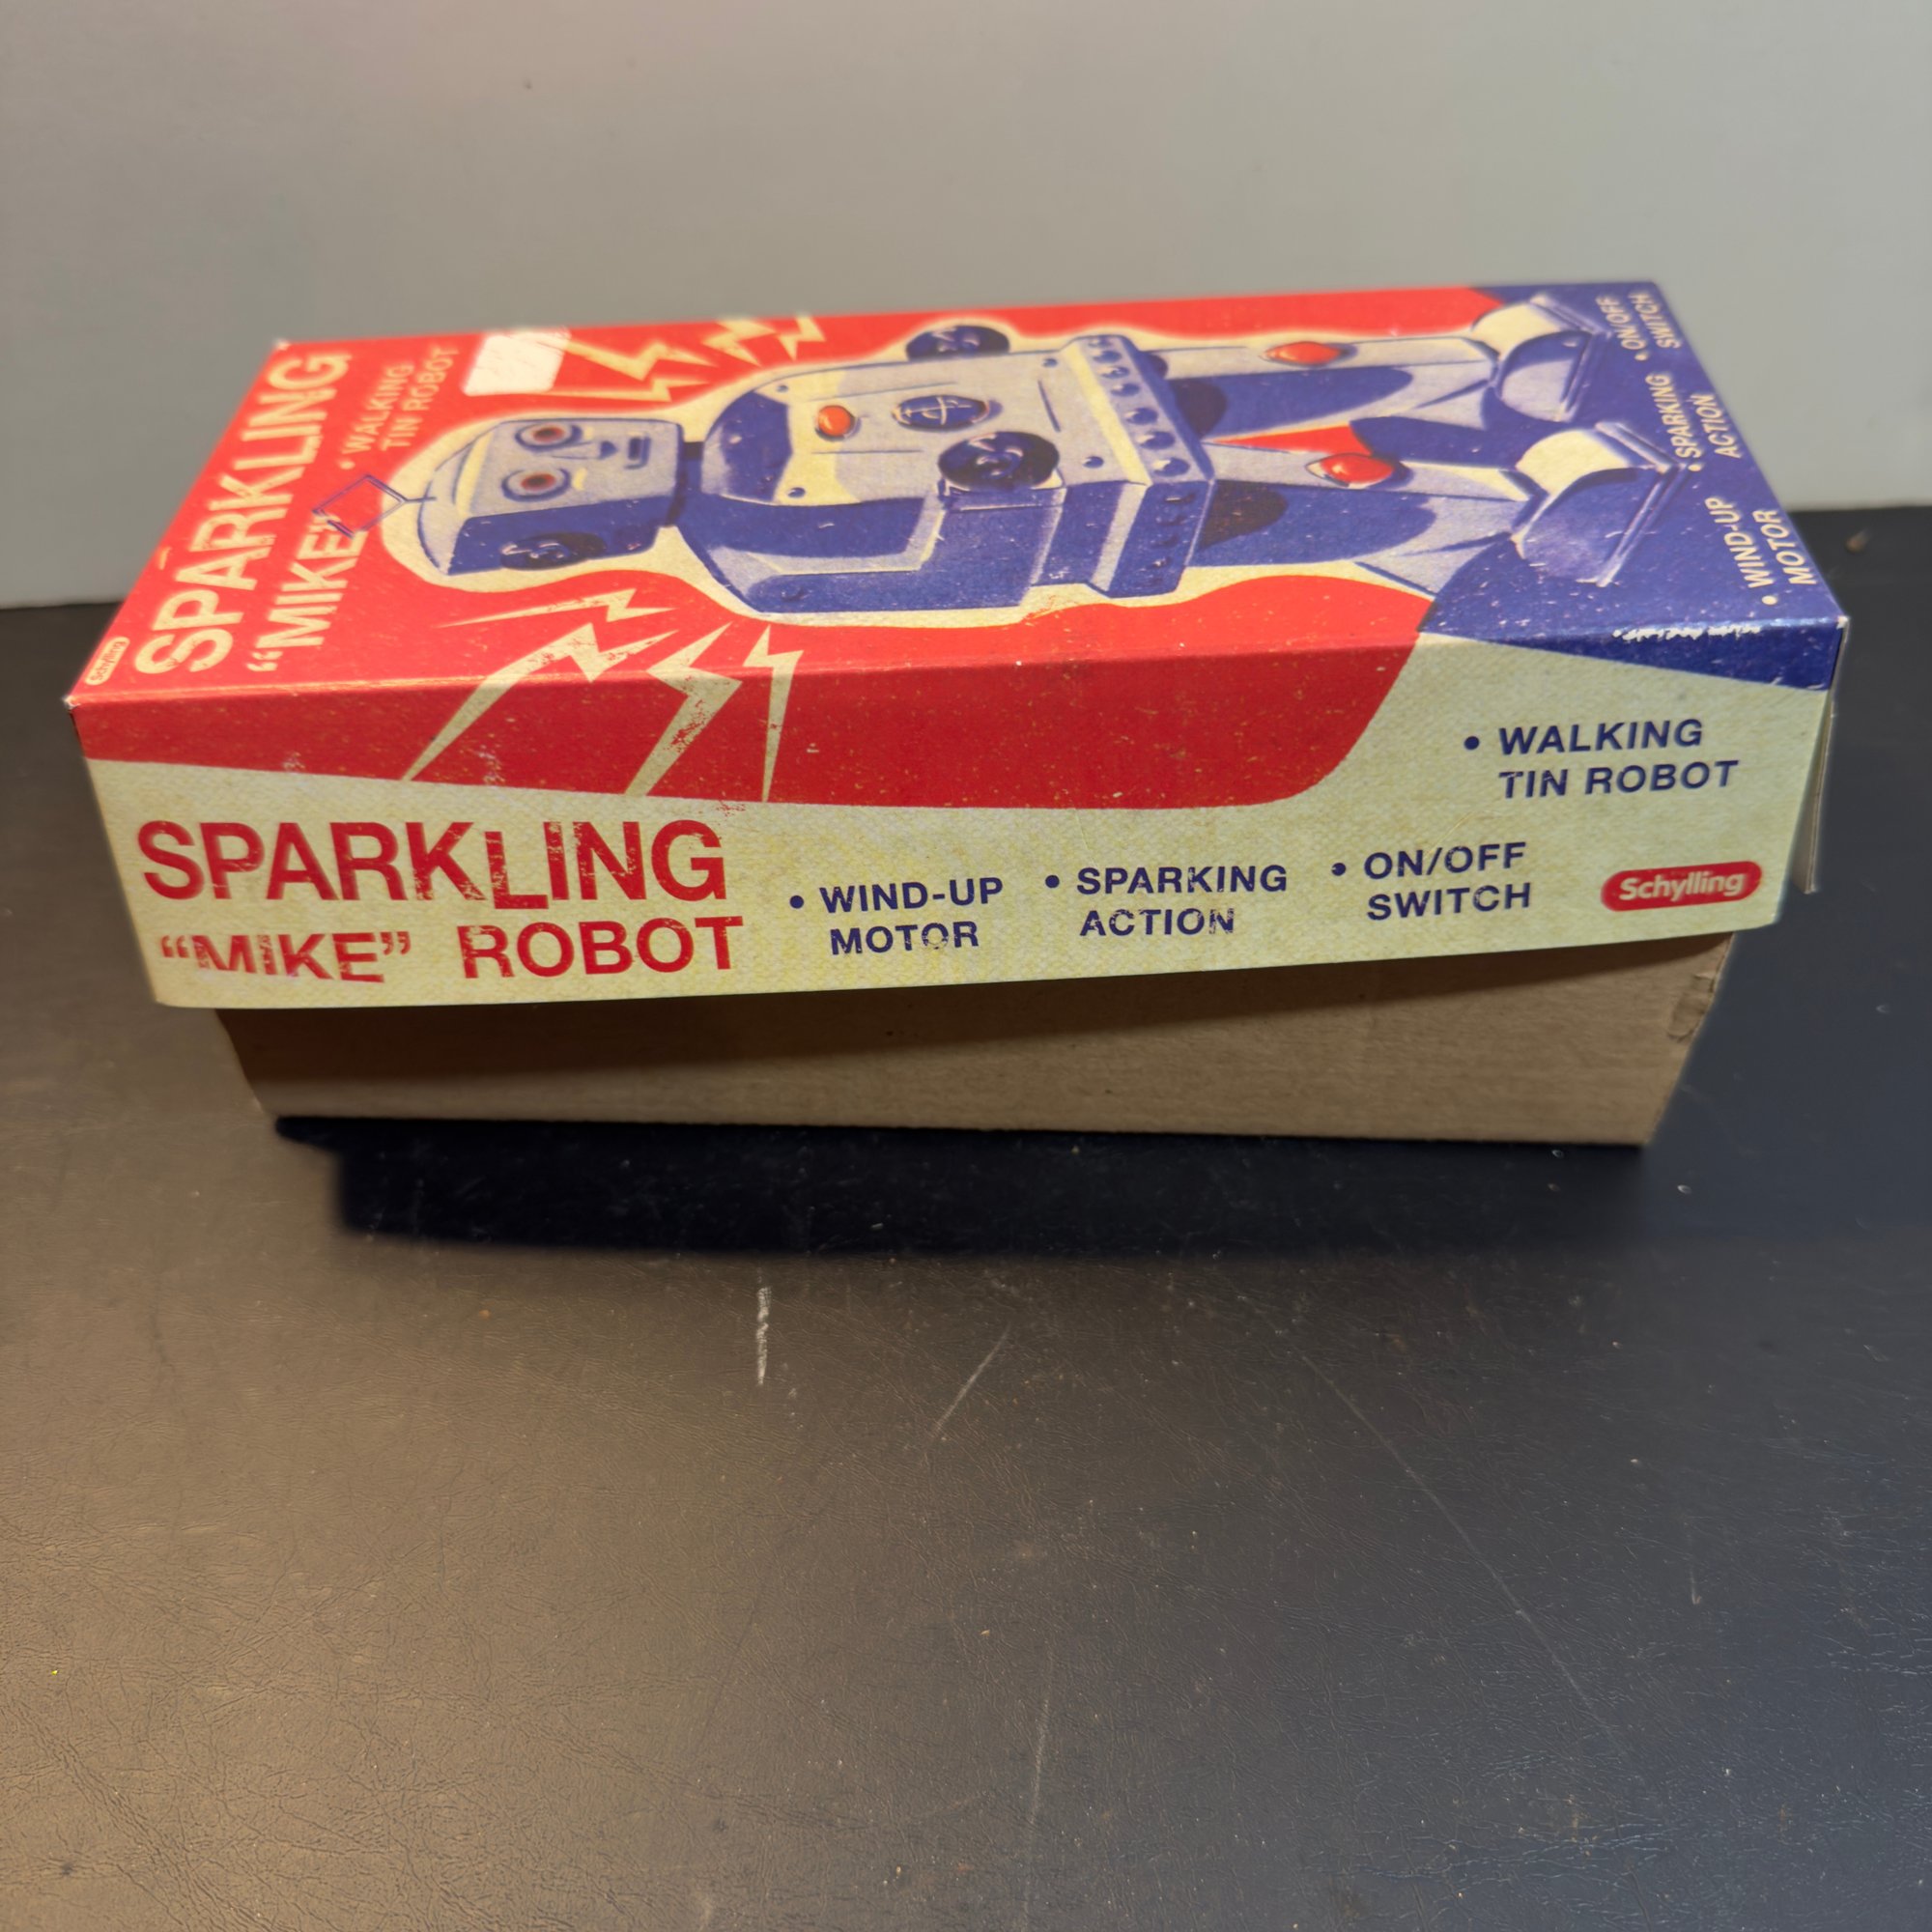 Schylling
SPARKLING
“MIKE”
• WALKING
TIN ROBOT
• WIND-UP
MOTOR
• SPARKING
ACTION
• ON/OFF
SWITCH
SPARKLING
“MIKE” ROBOT
• WIND-UP
MOTOR
• SPARKING
ACTION
• ON/OFF
SWITCH
• WALKING
TIN ROBOT
Schylling